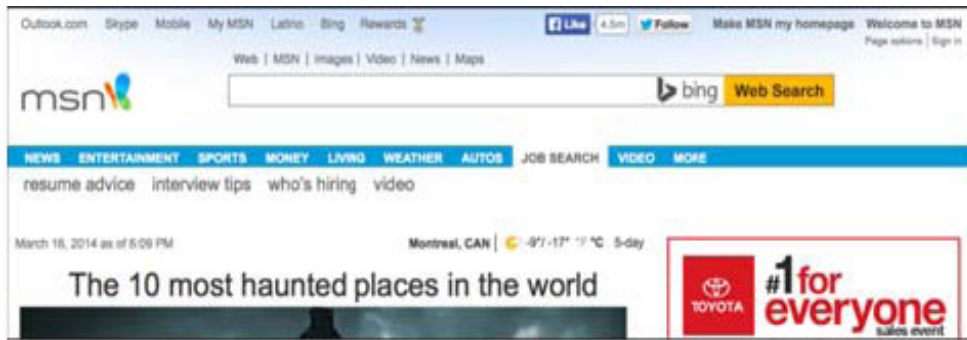 Outlook.com Skype Mobile My MSN Latino Bing Rewards Like 4.5m Follow Make MSN my homepage Welcome to MSN
Page options | Sign in
Web | MSN | Images | Video | News | Maps
msn bing Web Search
NEWS ENTERTAINMENT SPORTS MONEY LIVING WEATHER AUTOS JOB SEARCH VIDEO MORE
resume advice interview tips who's hiring video
March 16, 2014 as of 6:09 PM Montreal, CAN | -9°/-17° °F °C 5-day
The 10 most haunted places in the world
TOYOTA
#1 for
everyone
sales event